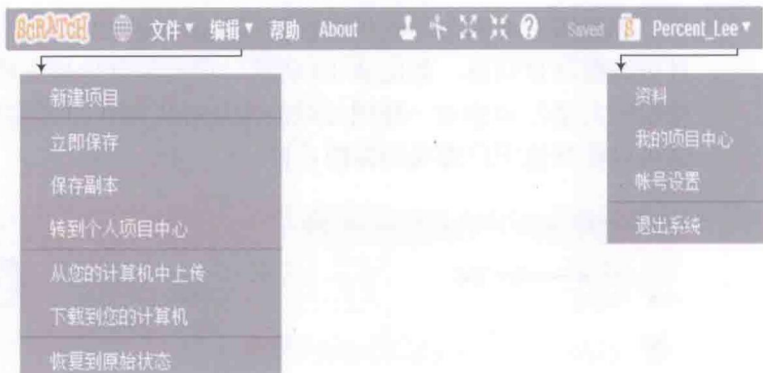 SCRATCH 文件▼ 编辑▼ 帮助 About Saved Percent_Lee▼
新建项目
立即保存
保存副本
转到个人项目中心
从您的计算机中上传
下载到您的计算机
恢复到原始状态
资料
我的项目中心
帐号设置
退出系统